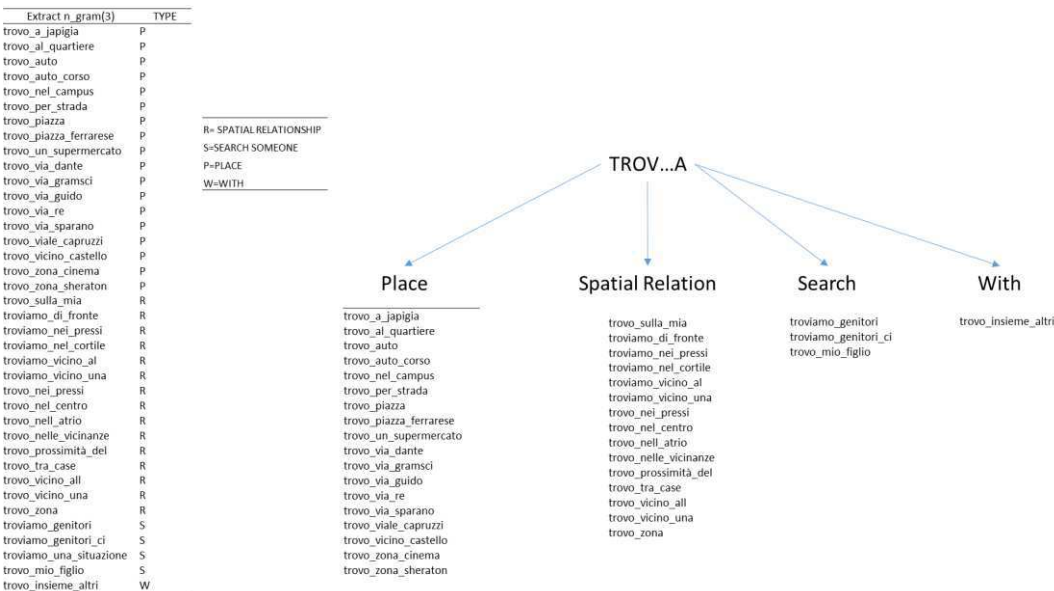 Extract n_gram(3) TYPE
trovo_a_japigia P
trovo_al_quartiere P
trovo_auto P
trovo_auto_corso P
trovo_nel_campus P
trovo_per_strada P
trovo_piazza P
trovo_piazza_ferrarese P
trovo_un_supermercato P
trovo_via_dante P
trovo_via_gramsci P
trovo_via_guido P
trovo_via_re P
trovo_via_sparano P
trovo_viale_capruzzi P
trovo_vicino_castello P
trovo_zona_cinema P
trovo_zona_sheraton P
trovo_sulla_mia R
troviamo_di_fronte R
troviamo_nei_pressi R
troviamo_nel_cortile R
troviamo_vicino_al R
troviamo_vicino_una R
trovo_nei_pressi R
trovo_nel_centro R
trovo_nell_atrio R
trovo_nelle_vicinanze R
trovo_prossimità_del R
trovo_tra_case R
trovo_vicino_all R
trovo_vicino_una R
trovo_zona R
troviamo_genitori S
troviamo_genitori_ci S
troviamo_una_situazione S
trovo_mio_figlio S
trovo_insieme_altri W
R= SPATIAL RELATIONSHIP
S=SEARCH SOMEONE
P=PLACE
W=WITH
TROV...A
Place
trovo_a_japigia
trovo_al_quartiere
trovo_auto
trovo_auto_corso
trovo_nel_campus
trovo_per_strada
trovo_piazza
trovo_piazza_ferrarese
trovo_un_supermercato
trovo_via_dante
trovo_via_gramsci
trovo_via_guido
trovo_via_re
trovo_via_sparano
trovo_viale_capruzzi
trovo_vicino_castello
trovo_zona_cinema
trovo_zona_sheraton
Spatial Relation
trovo_sulla_mia
troviamo_di_fronte
troviamo_nei_pressi
troviamo_nel_cortile
troviamo_vicino_al
troviamo_vicino_una
trovo_nei_pressi
trovo_nel_centro
trovo_nell_atrio
trovo_nelle_vicinanze
trovo_prossimità_del
trovo_tra_case
trovo_vicino_all
trovo_vicino_una
trovo_zona
Search
troviamo_genitori
troviamo_genitori_ci
trovo_mio_figlio
With
trovo_insieme_altri